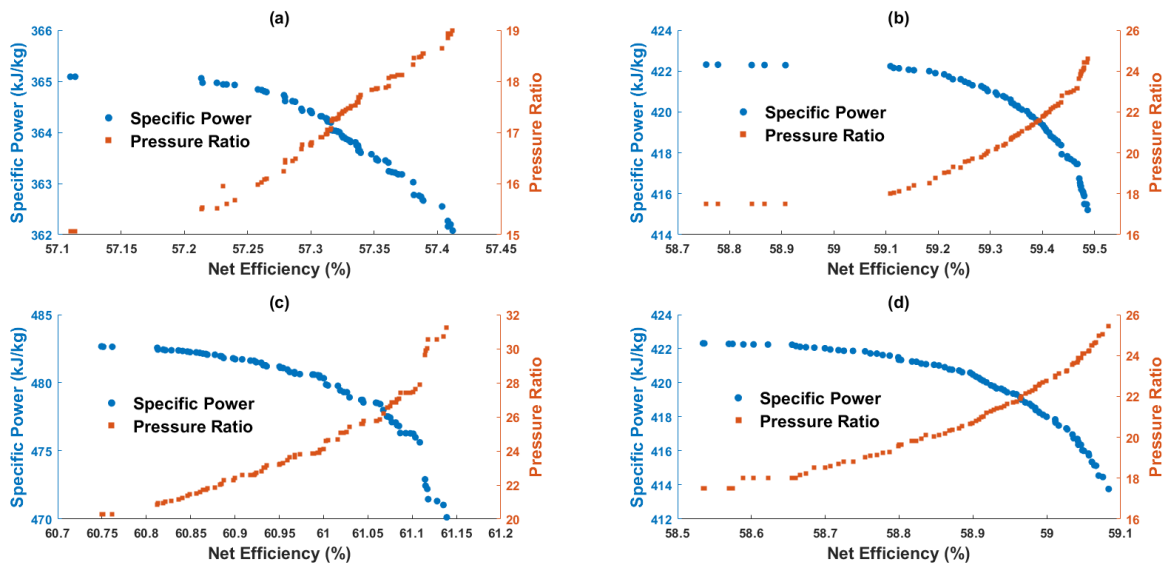 (a)
366
365
364
363
362
Specific Power (kJ/kg)
Specific Power
Pressure Ratio
19
18
17
16
15
Pressure Ratio
57.1 57.15 57.2 57.25 57.3 57.35 57.4 57.45
Net Efficiency (%)
(b)
424
422
420
418
416
414
Specific Power (kJ/kg)
Specific Power
Pressure Ratio
26
24
22
20
18
16
Pressure Ratio
58.7 58.8 58.9 59 59.1 59.2 59.3 59.4 59.5
Net Efficiency (%)
(c)
485
480
475
470
Specific Power (kJ/kg)
Specific Power
Pressure Ratio
32
30
28
26
24
22
20
Pressure Ratio
60.7 60.75 60.8 60.85 60.9 60.95 61 61.05 61.1 61.15 61.2
Net Efficiency (%)
(d)
424
422
420
418
416
414
412
Specific Power (kJ/kg)
Specific Power
Pressure Ratio
26
24
22
20
18
16
Pressure Ratio
58.5 58.6 58.7 58.8 58.9 59 59.1
Net Efficiency (%)